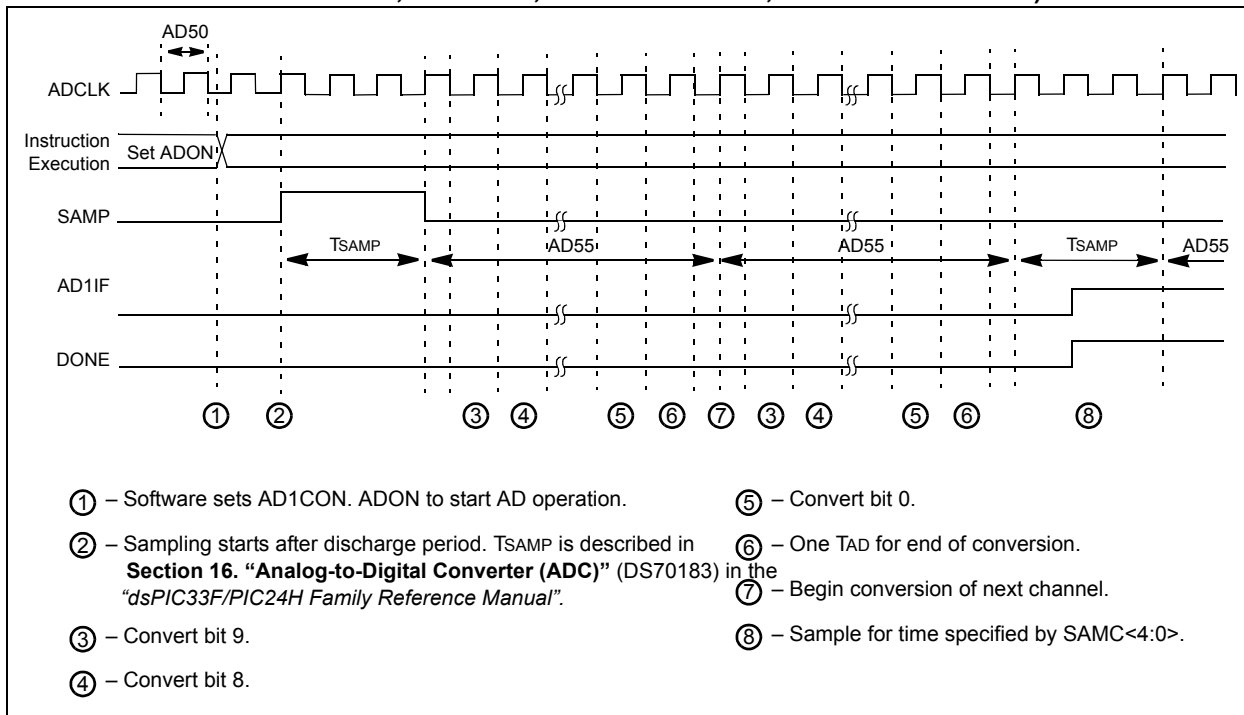 AD50
ADCLK
Instruction
Execution
Set ADON
SAMP
TSAMP
AD55
AD55
TSAMP
AD55
AD1IF
DONE
① ② ③ ④ ⑤ ⑥ ⑦ ③ ④ ⑤ ⑥ ⑧
① – Software sets AD1CON. ADON to start AD operation.
② – Sampling starts after discharge period. TSAMP is described in
Section 16. “Analog-to-Digital Converter (ADC)” (DS70183) in the
“dsPIC33F/PIC24H Family Reference Manual”.
③ – Convert bit 9.
④ – Convert bit 8.
⑤ – Convert bit 0.
⑥ – One TAD for end of conversion.
⑦ – Begin conversion of next channel.
⑧ – Sample for time specified by SAMC<4:0>.